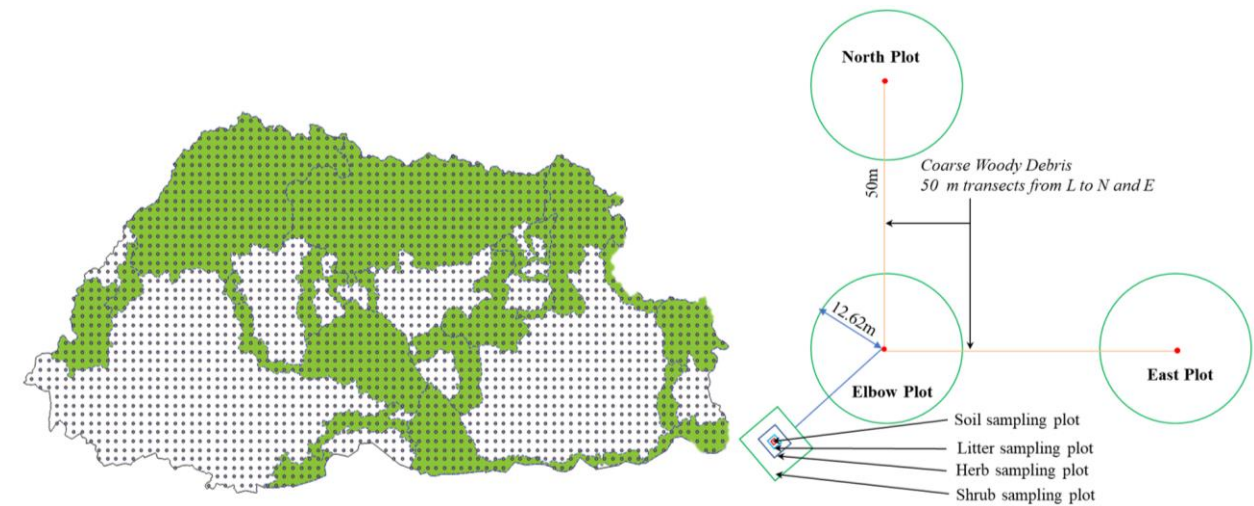 North Plot
Coarse Woody Debris
50 m transects from L to N and E
50m
12.62m
Elbow Plot
East Plot
Soil sampling plot
Litter sampling plot
Herb sampling plot
Shrub sampling plot